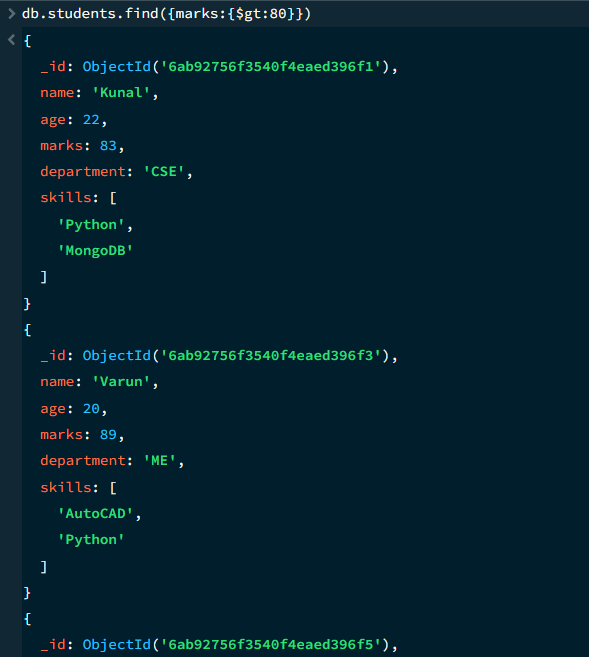 db.students.find({marks:{$gt:80}})
{
  _id: ObjectId('6ab92756f3540f4eaed396f1'),
  name: 'Kunal',
  age: 22,
  marks: 83,
  department: 'CSE',
  skills: [
    'Python',
    'MongoDB'
  ]
}
{
  _id: ObjectId('6ab92756f3540f4eaed396f3'),
  name: 'Varun',
  age: 20,
  marks: 89,
  department: 'ME',
  skills: [
    'AutoCAD',
    'Python'
  ]
}
{
  _id: ObjectId('6ab92756f3540f4eaed396f5'),